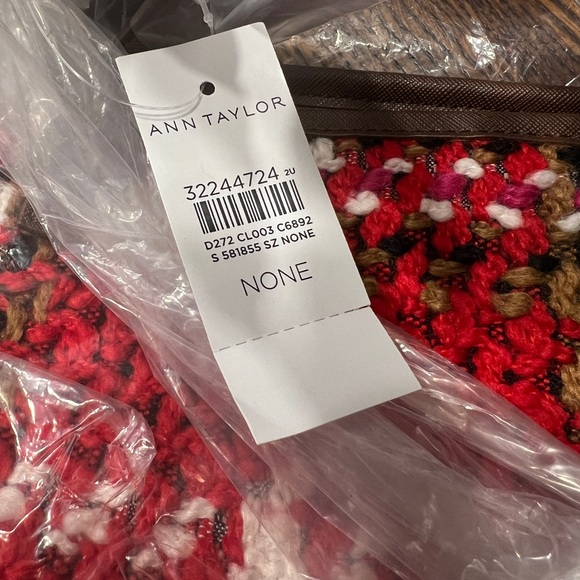 ANN TAYLOR
32244724 2U
D272 CL003 C6892
S 581855 SZ NONE
NONE